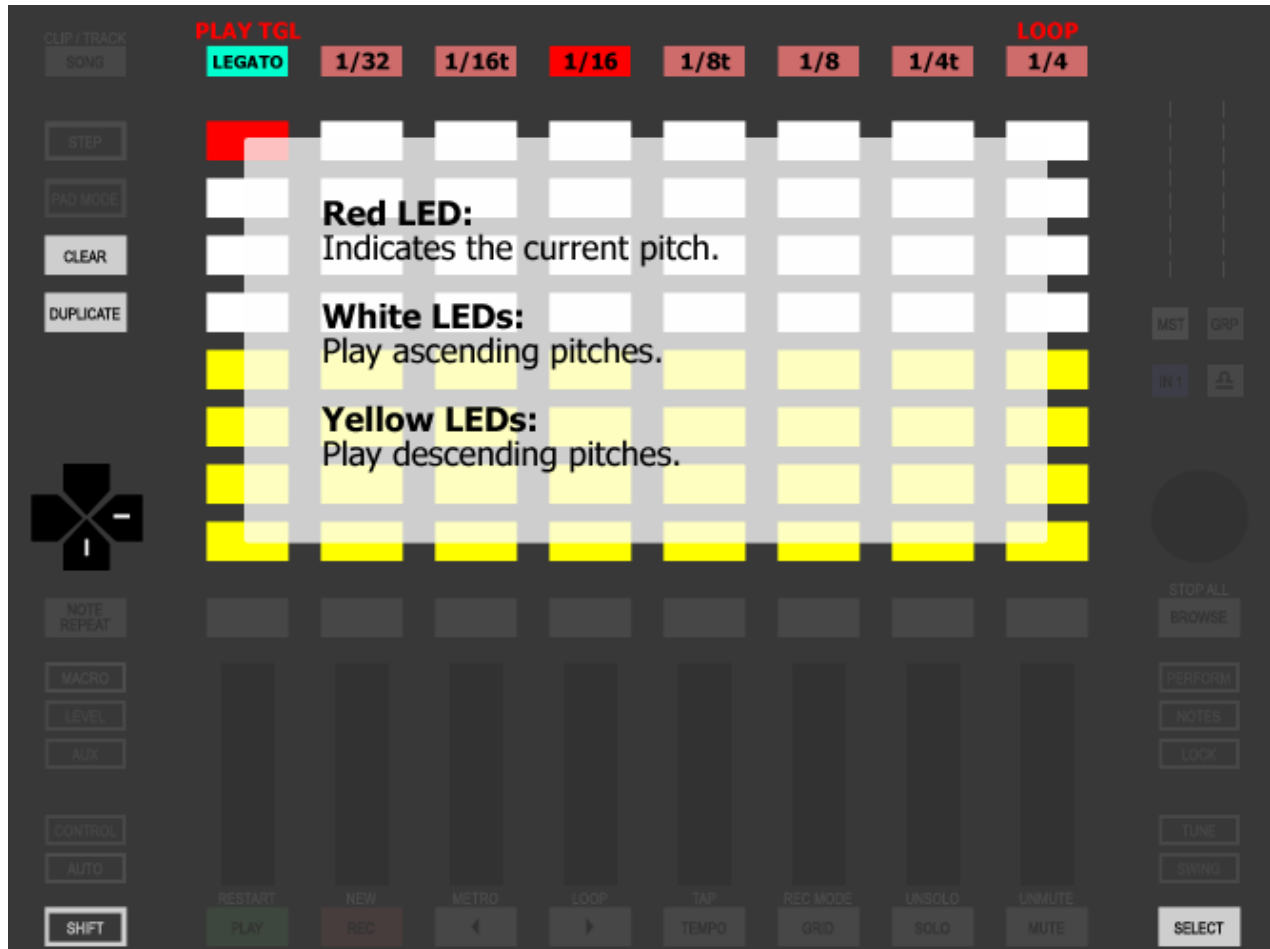 CLIP / TRACK
SONG
PLAY TGL
LOOP
LEGATO 1/32 1/16t 1/16 1/8t 1/8 1/4t 1/4
STEP
PAD MODE
CLEAR
DUPLICATE
Red LED:
Indicates the current pitch.
White LEDs:
Play ascending pitches.
Yellow LEDs:
Play descending pitches.
MST GRP
IN 1
NOTE
REPEAT
STOP ALL
BROWSE
MACRO
LEVEL
AUX
PERFORM
NOTES
LOCK
CONTROL
AUTO
TUNE
SWING
RESTART NEW METRO LOOP TAP REC MODE UNSOLO UNMUTE
SHIFT PLAY REC TEMPO GRID SOLO MUTE SELECT